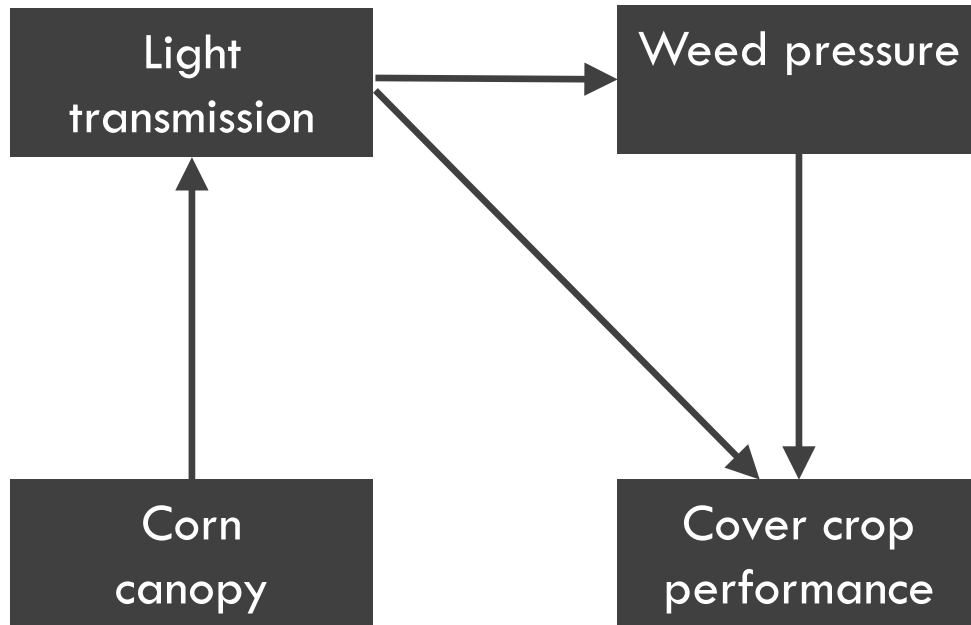 Light
transmission
Weed pressure
Corn
canopy
Cover crop
performance